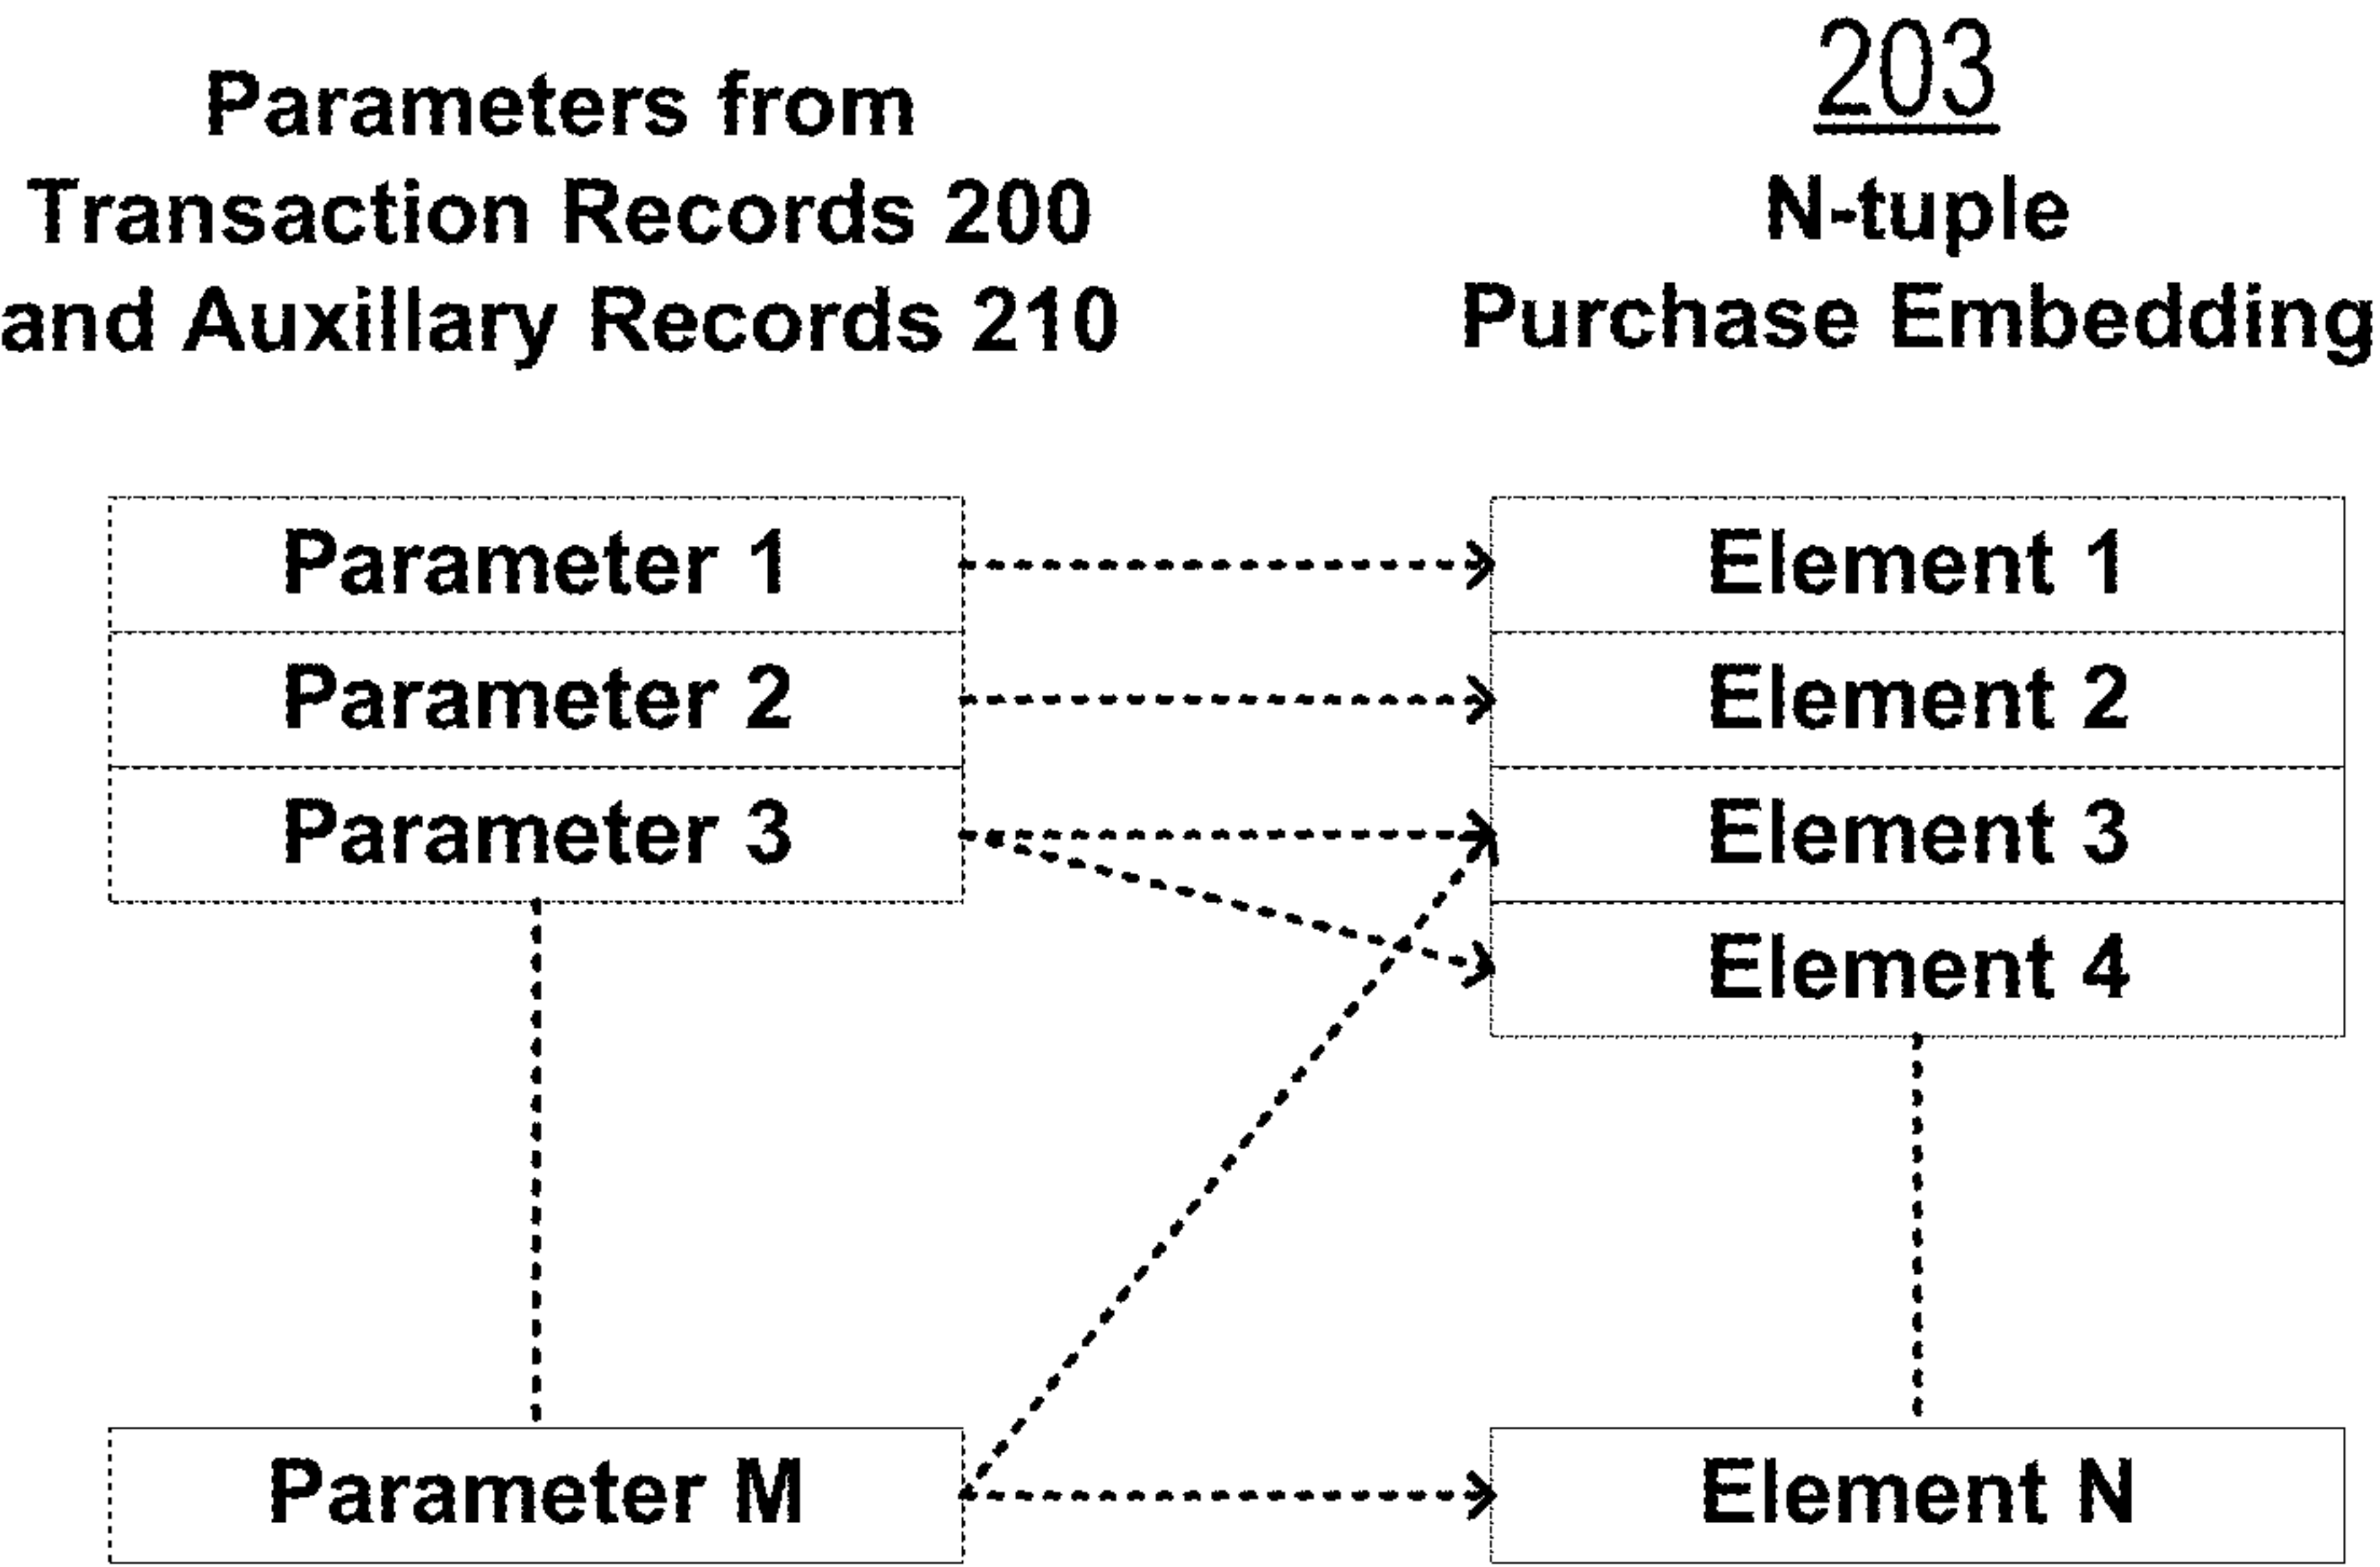 Parameters from
Transaction Records 200
and Auxillary Records 210
203
N-tuple
Purchase Embedding
Parameter 1
Element 1
Parameter 2
Element 2
Parameter 3
Element 3
Element 4
Parameter M
Element N